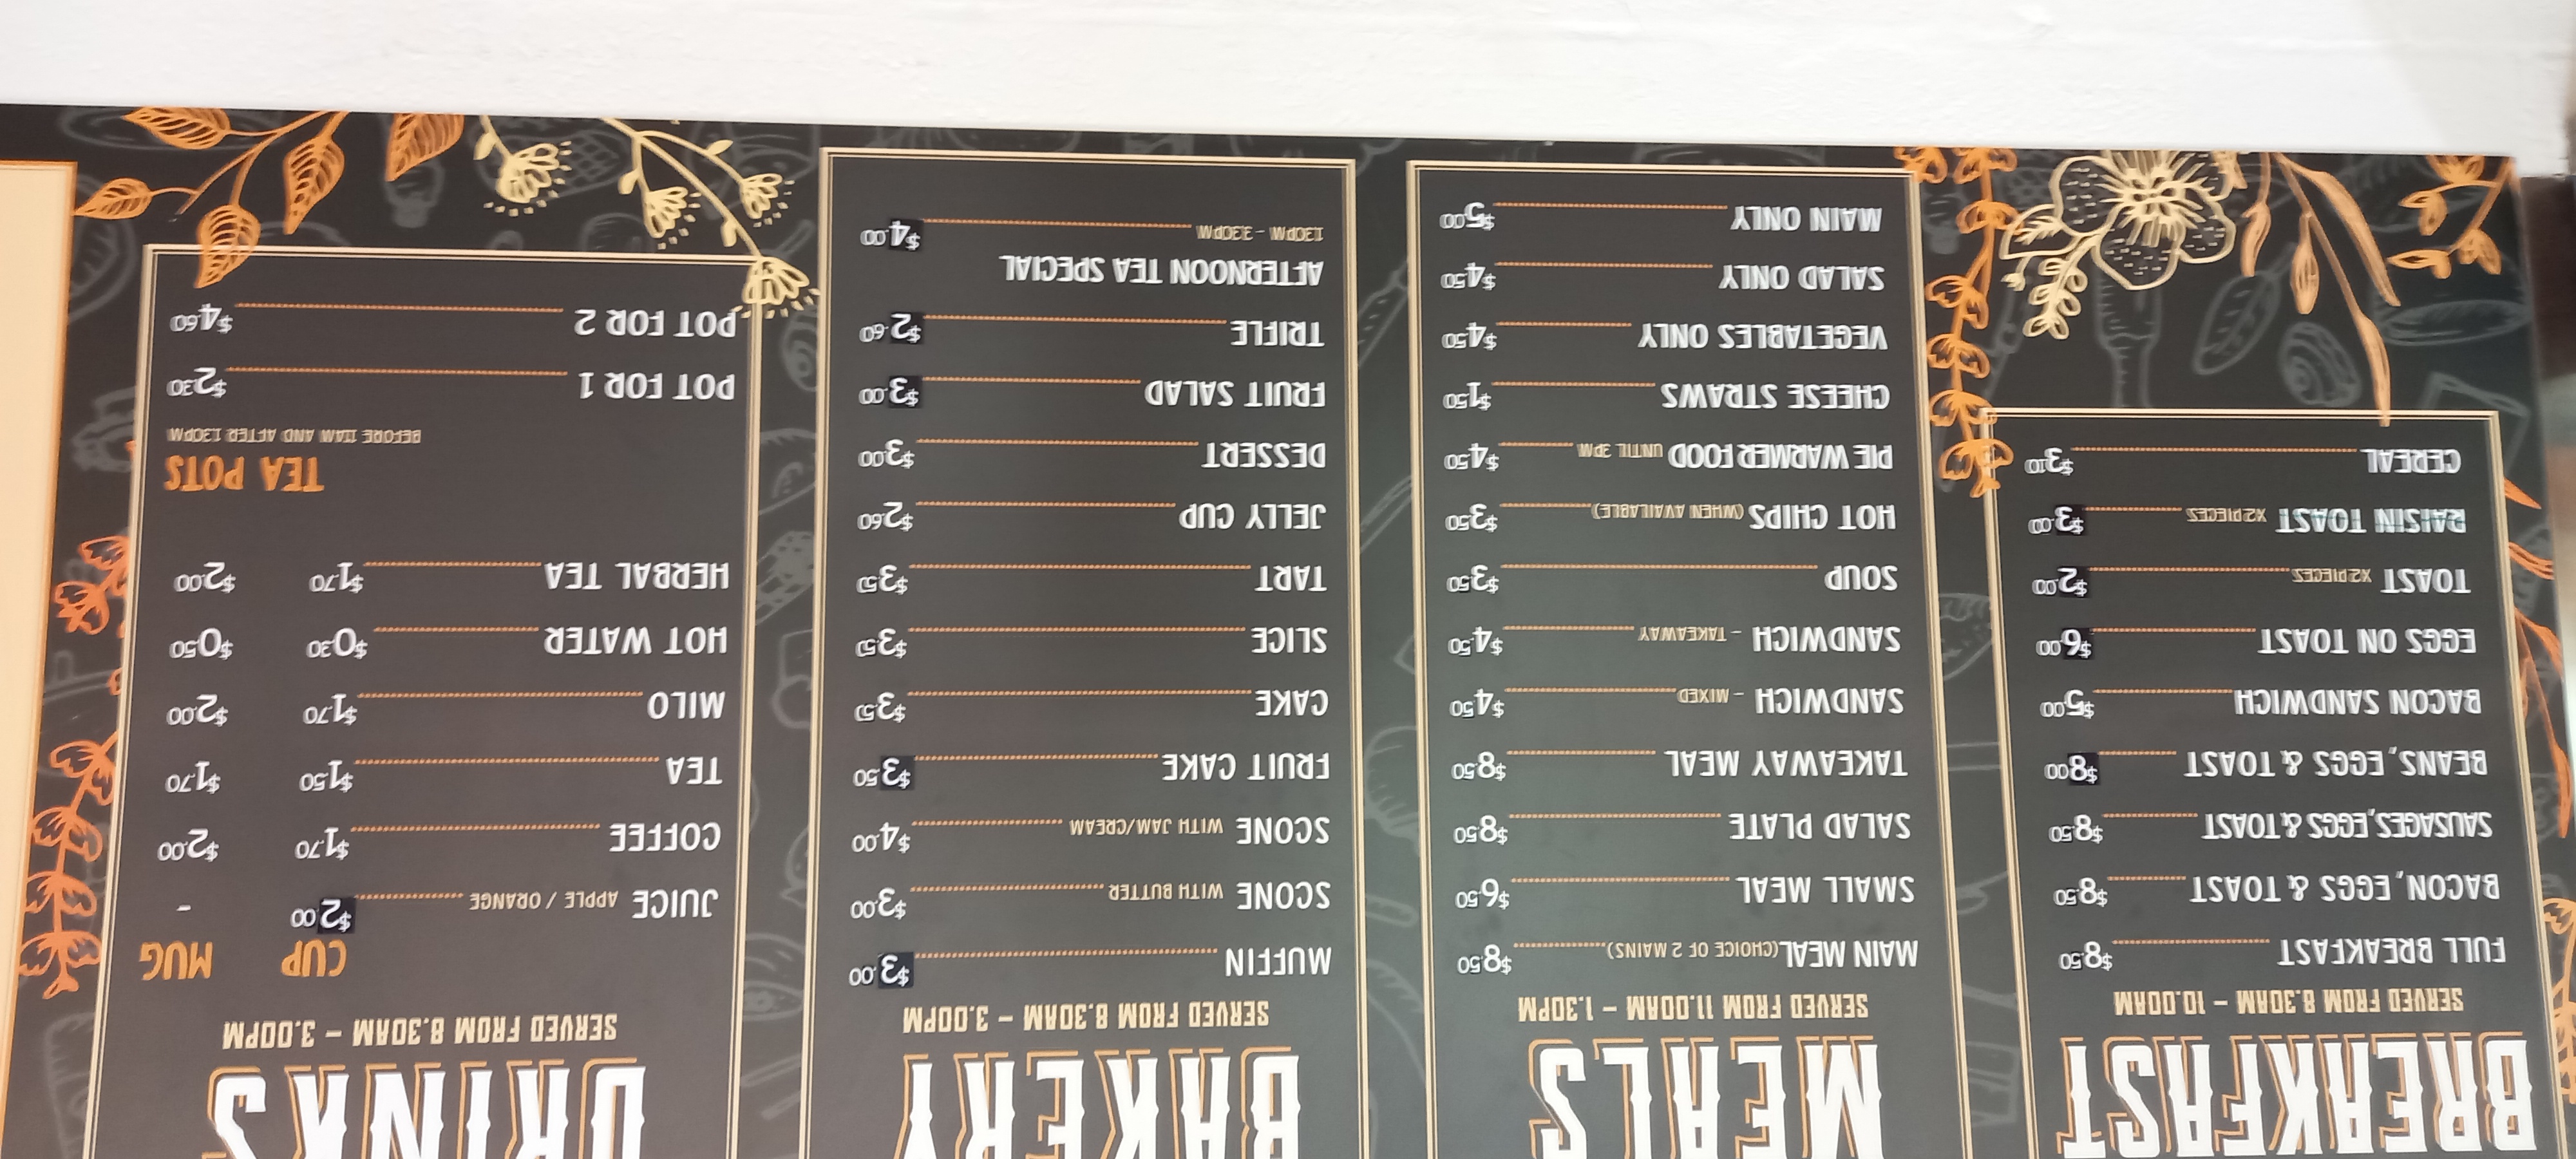 BREAKFAST
SERVED FROM 8.30AM – 10.00AM
FULL BREAKFAST $8.50
BACON, EGGS & TOAST $8.50
SAUSAGES, EGGS & TOAST $8.50
BEANS, EGGS & TOAST $8.00
BACON SANDWICH $5.00
EGGS ON TOAST $6.00
TOAST X2 PIECES $2.00
RAISIN TOAST X2 PIECES $3.00
CEREAL $3.10
MEALS
SERVED FROM 11.00AM – 1.30PM
MAIN MEAL (CHOICE OF 2 MAINS) $8.50
SMALL MEAL $6.50
SALAD PLATE $8.50
TAKEAWAY MEAL $8.50
SANDWICH – MIXED $4.50
SANDWICH – TAKEAWAY $4.50
SOUP $3.50
HOT CHIPS (WHEN AVAILABLE) $3.50
PIE WARMER FOOD UNTIL 3PM $4.50
CHEESE STRAWS $1.50
VEGETABLES ONLY $4.50
SALAD ONLY $4.50
MAIN ONLY $5.00
BAKERY
SERVED FROM 8.30AM – 3.00PM
MUFFIN $3.00
SCONE WITH BUTTER $3.00
SCONE WITH JAM/CREAM $4.00
FRUIT CAKE $3.50
CAKE $3.50
SLICE $3.50
TART $3.50
JELLY CUP $2.60
DESSERT $3.00
FRUIT SALAD $3.00
TRIFLE $2.60
AFTERNOON TEA SPECIAL
1.30PM – 3.30PM $4.00
DRINKS
SERVED FROM 8.30AM – 3.00PM
CUP MUG
JUICE APPLE / ORANGE $2.00 -
COFFEE $1.70 $2.00
TEA $1.50 $1.70
MILO $1.70 $2.00
HOT WATER $0.30 $0.50
HERBAL TEA $1.70 $2.00
TEA POTS
BEFORE 11AM AND AFTER 1.30PM
POT FOR 1 $2.30
POT FOR 2 $4.60